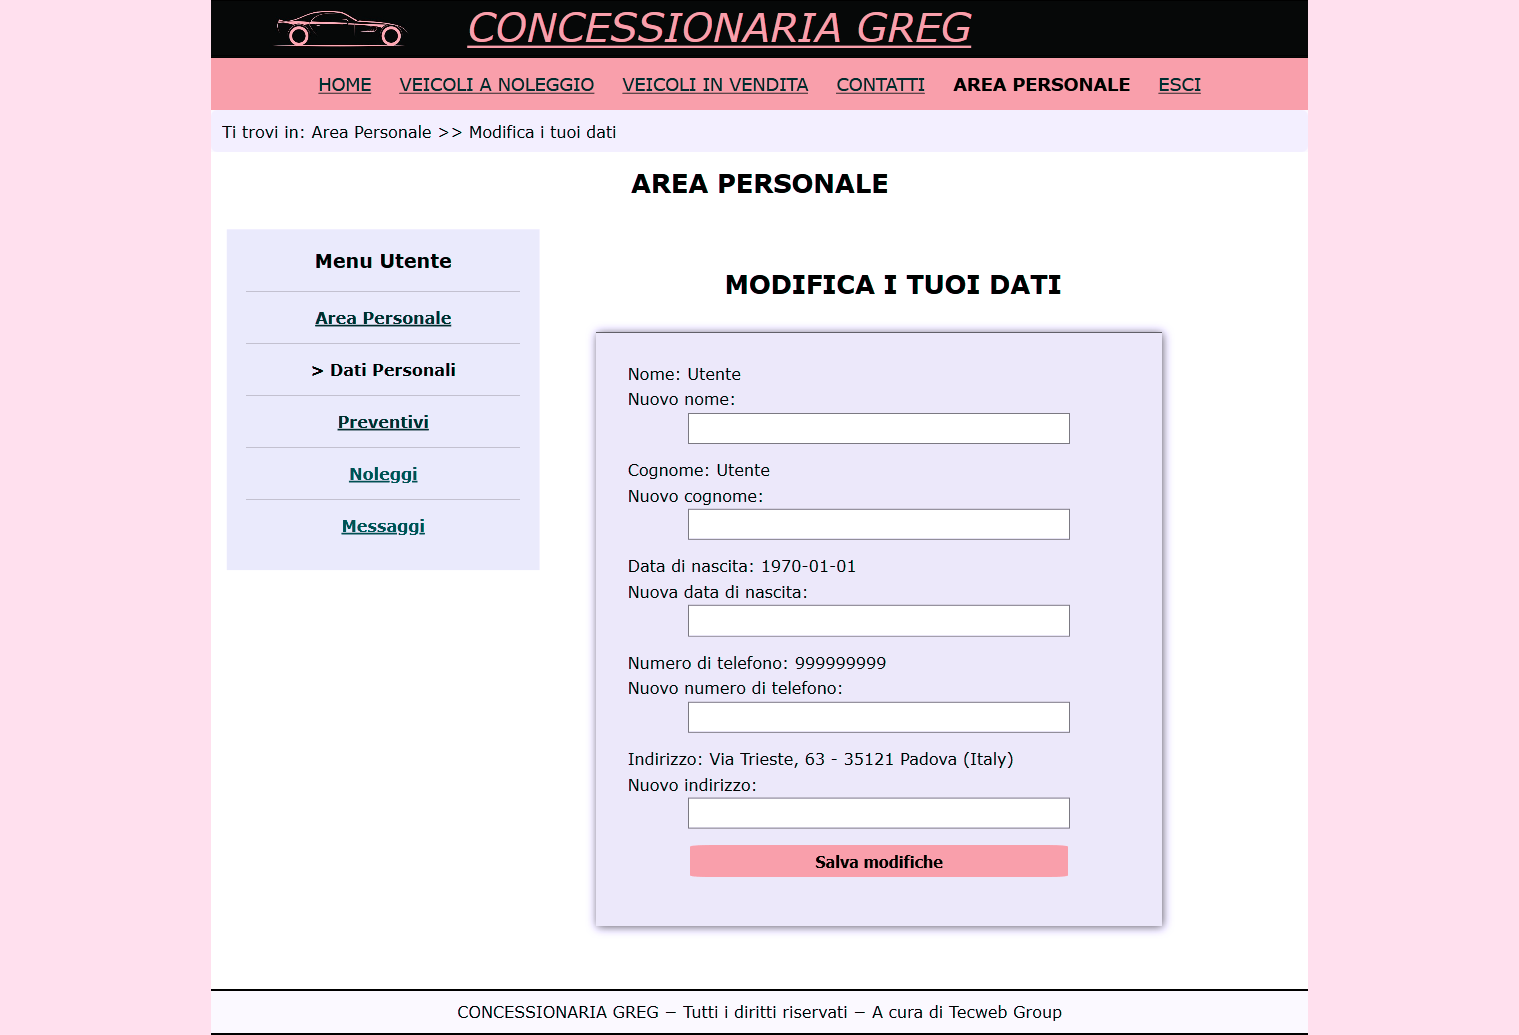 CONCESSIONARIA GREG
HOME VEICOLI A NOLEGGIO VEICOLI IN VENDITA CONTATTI AREA PERSONALE ESCI
Ti trovi in: Area Personale >> Modifica i tuoi dati
AREA PERSONALE
Menu Utente
Area Personale
> Dati Personali
Preventivi
Noleggi
Messaggi
MODIFICA I TUOI DATI
Nome: Utente
Nuovo nome:
Cognome: Utente
Nuovo cognome:
Data di nascita: 1970-01-01
Nuova data di nascita:
Numero di telefono: 999999999
Nuovo numero di telefono:
Indirizzo: Via Trieste, 63 - 35121 Padova (Italy)
Nuovo indirizzo:
Salva modifiche
CONCESSIONARIA GREG − Tutti i diritti riservati − A cura di Tecweb Group